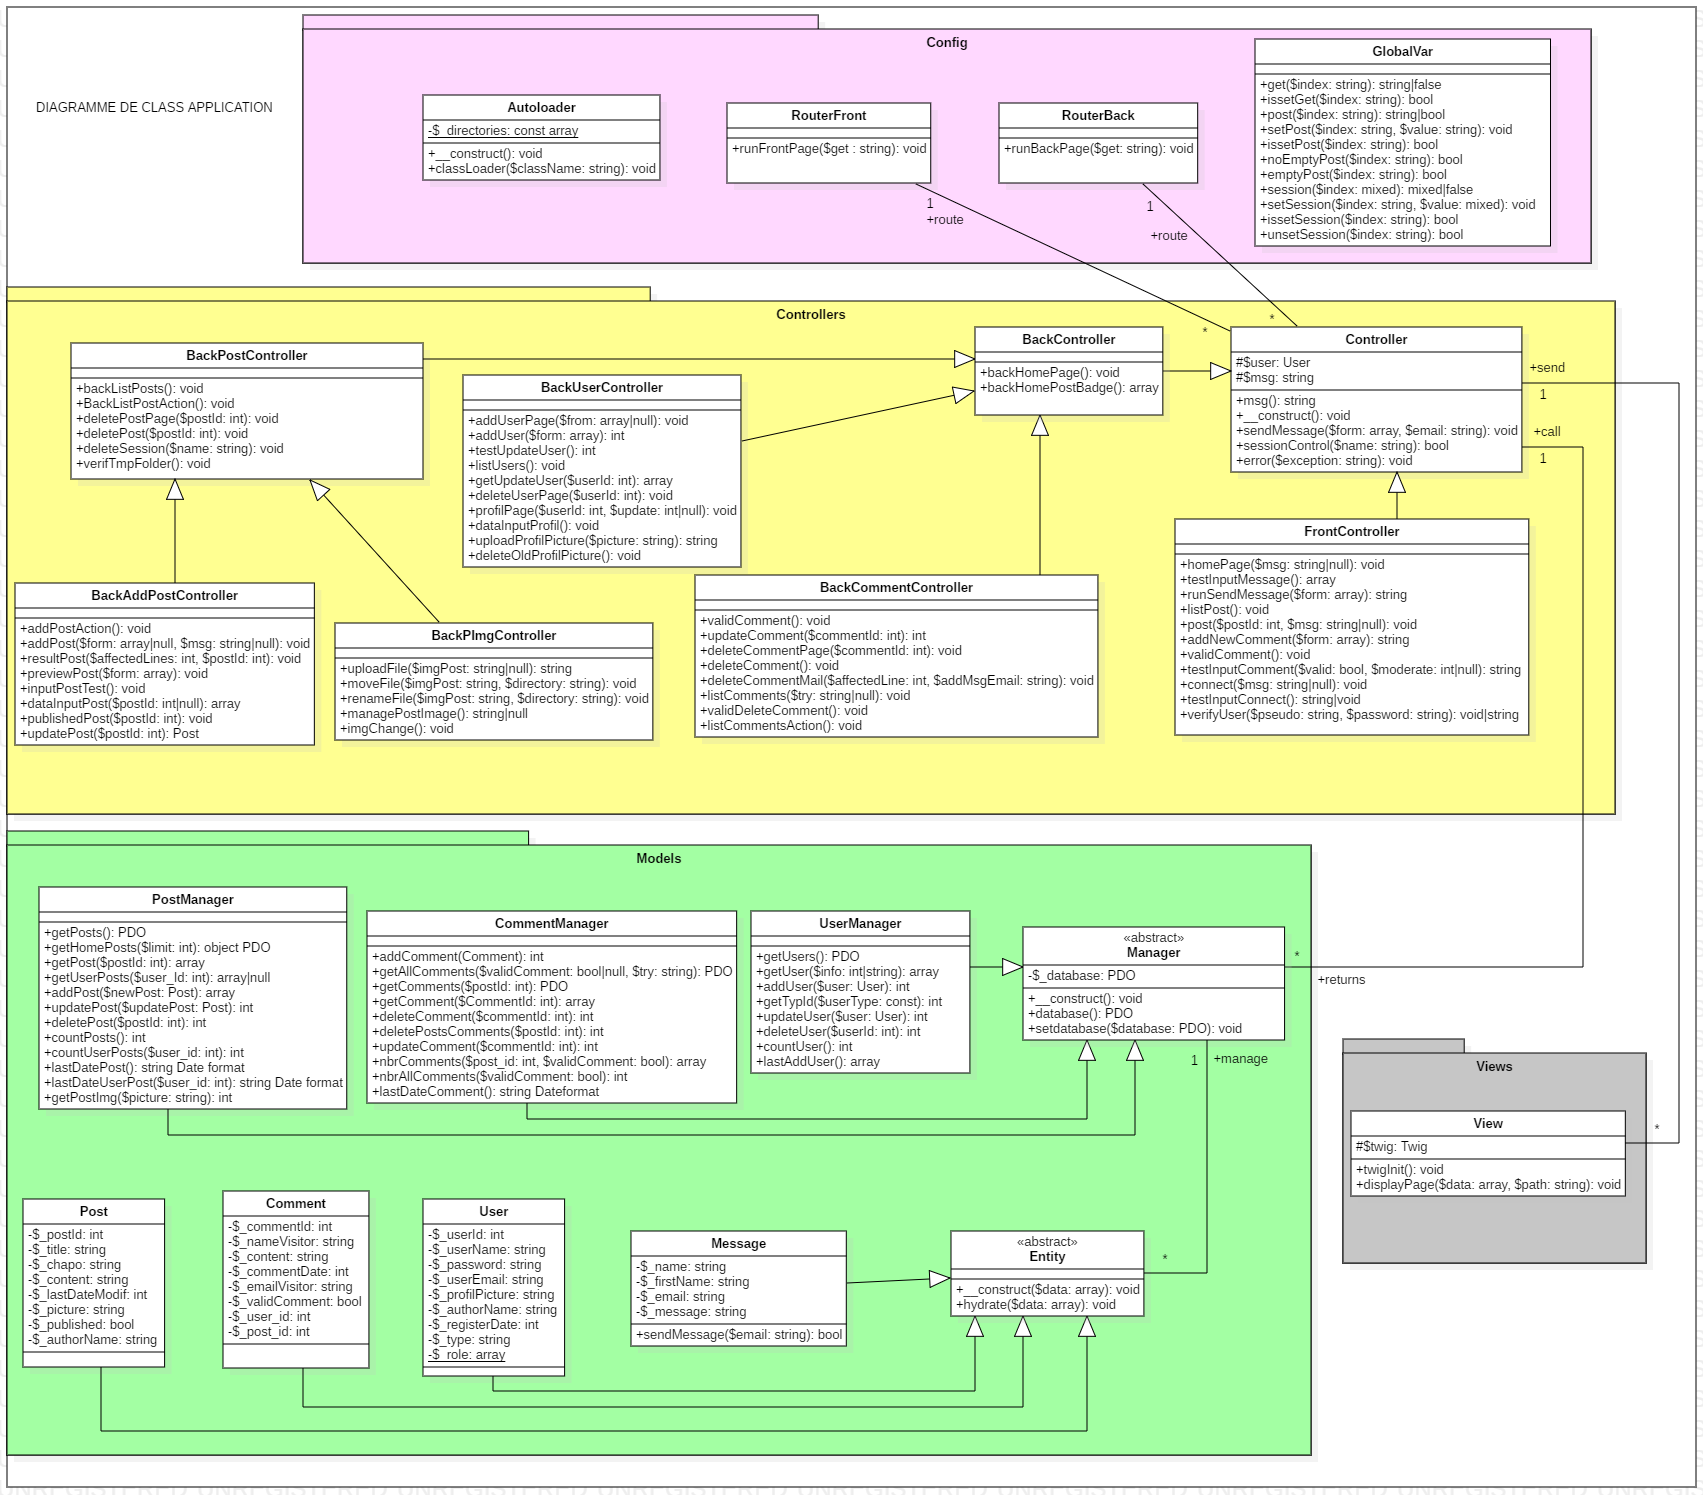 DIAGRAMME DE CLASS APPLICATION
Config
Autoloader
-$_directories: const array
+__construct(): void
+classLoader($className: string): void
RouterFront
+runFrontPage($get : string): void
RouterBack
+runBackPage($get: string): void
GlobalVar
+get($index: string): string|false
+issetGet($index: string): bool
+post($index: string): string|bool
+setPost($index: string, $value: string): void
+issetPost($index: string): bool
+noEmptyPost($index: string): bool
+emptyPost($index: string): bool
+session($index: mixed): mixed|false
+setSession($index: string, $value: mixed): void
+issetSession($index: string): bool
+unsetSession($index: string): bool
1
+route
1
+route
*
*
Controllers
BackPostController
+backListPosts(): void
+BackListPostAction(): void
+deletePostPage($postId: int): void
+deletePost($postId: int): void
+deleteSession($name: string): void
+verifTmpFolder(): void
BackUserController
+addUserPage($from: array|null): void
+addUser($form: array): int
+testUpdateUser(): int
+listUsers(): void
+getUpdateUser($userId: int): array
+deleteUserPage($userId: int): void
+profilPage($userId: int, $update: int|null): void
+dataInputProfil(): void
+uploadProfilPicture($picture: string): string
+deleteOldProfilPicture(): void
BackController
+backHomePage(): void
+backHomePostBadge(): array
Controller
#$user: User
#$msg: string
+msg(): string
+__construct(): void
+sendMessage($form: array, $email: string): void
+sessionControl($name: string): bool
+error($exception: string): void
+send
1
+call
1
BackAddPostController
+addPostAction(): void
+addPost($form: array|null, $msg: string|null): void
+resultPost($affectedLines: int, $postId: int): void
+previewPost($form: array): void
+inputPostTest(): void
+dataInputPost($postId: int|null): array
+publishedPost($postId: int): void
+updatePost($postId: int): Post
BackPImgController
+uploadFile($imgPost: string|null): string
+moveFile($imgPost: string, $directory: string): void
+renameFile($imgPost: string, $directory: string): void
+managePostImage(): string|null
+imgChange(): void
BackCommentController
+validComment(): void
+updateComment($commentId: int): int
+deleteCommentPage($commentId: int): void
+deleteComment(): void
+deleteCommentMail($affectedLine: int, $addMsgEmail: string): void
+listComments($try: string|null): void
+validDeleteComment(): void
+listCommentsAction(): void
FrontController
+homePage($msg: string|null): void
+testInputMessage(): array
+runSendMessage($form: array): string
+listPost(): void
+post($postId: int, $msg: string|null): void
+addNewComment($form: array): string
+validComment(): void
+testInputComment($valid: bool, $moderate: int|null): string
+connect($msg: string|null): void
+testInputConnect(): string|void
+verifyUser($pseudo: string, $password: string): void|string
Models
PostManager
+getPosts(): PDO
+getHomePosts($limit: int): object PDO
+getPost($postId: int): array
+getUserPosts($user_Id: int): array|null
+addPost($newPost: Post): array
+updatePost($updatePost: Post): int
+deletePost($postId: int): int
+countPosts(): int
+countUserPosts($user_id: int): int
+lastDatePost(): string Date format
+lastDateUserPost($user_id: int): string Date format
+getPostImg($picture: string): int
CommentManager
+addComment(Comment): int
+getAllComments($validComment: bool|null, $try: string): PDO
+getComments($postId: int): PDO
+getComment($CommentId: int): array
+deleteComment($commentId: int): int
+deletePostsComments($postId: int): int
+updateComment($commentId: int): int
+nbrComments($post_id: int, $validComment: bool): array
+nbrAllComments($validComment: bool): int
+lastDateComment(): string Dateformat
UserManager
+getUsers(): PDO
+getUser($info: int|string): array
+addUser($user: User): int
+getTypId($userType: const): int
+updateUser($user: User): int
+deleteUser($userId: int): int
+countUser(): int
+lastAddUser(): array
«abstract»
Manager
-$_database: PDO
+__construct(): void
+database(): PDO
+setdatabase($database: PDO): void
*
+returns
1
+manage
Views
View
#$twig: Twig
+twigInit(): void
+displayPage($data: array, $path: string): void
*
Post
-$_postId: int
-$_title: string
-$_chapo: string
-$_content: string
-$_lastDateModif: int
-$_picture: string
-$_published: bool
-$_authorName: string
Comment
-$_commentId: int
-$_nameVisitor: string
-$_content: string
-$_commentDate: int
-$_emailVisitor: string
-$_validComment: bool
-$_user_id: int
-$_post_id: int
User
-$_userId: int
-$_userName: string
-$_password: string
-$_userEmail: string
-$_profilPicture: string
-$_authorName: string
-$_registerDate: int
-$_type: string
-$_role: array
Message
-$_name: string
-$_firstName: string
-$_email: string
-$_message: string
+sendMessage($email: string): bool
«abstract»
Entity
+__construct($data: array): void
+hydrate($data: array): void
*